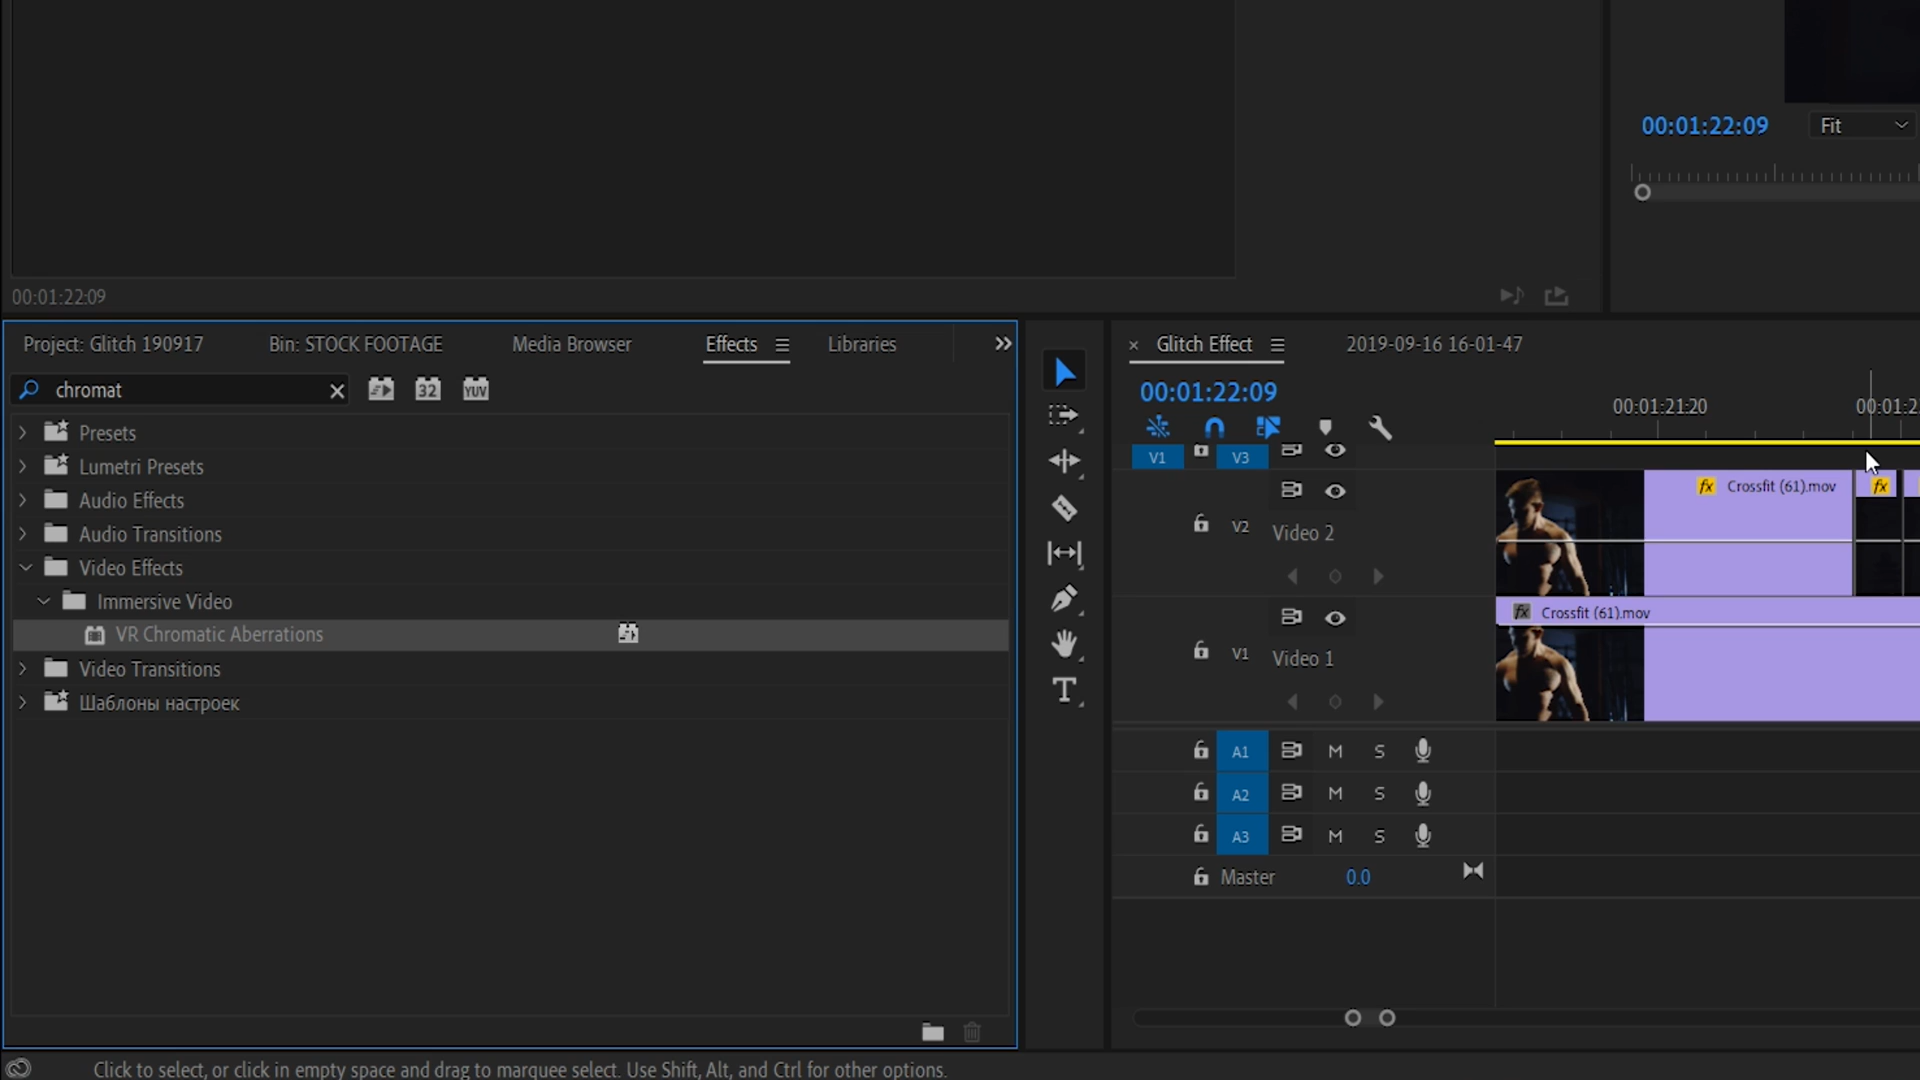 00:01:22:09
Fit
00:01:22:09
Project: Glitch 190917
Bin: STOCK FOOTAGE
Media Browser
Effects
Libraries
chromat
32
YUV
Presets
Lumetri Presets
Audio Effects
Audio Transitions
Video Effects
Immersive Video
VR Chromatic Aberrations
Video Transitions
Шаблоны настроек
Glitch Effect
2019-09-16 16-01-47
00:01:22:09
00:01:21:20
V1
V3
fx Crossfit (61).mov
fx
V2
Video 2
fx Crossfit (61).mov
V1
Video 1
A1 M S
A2 M S
A3 M S
Master
0.0
Click to select, or click in empty space and drag to marquee select. Use Shift, Alt, and Ctrl for other options.